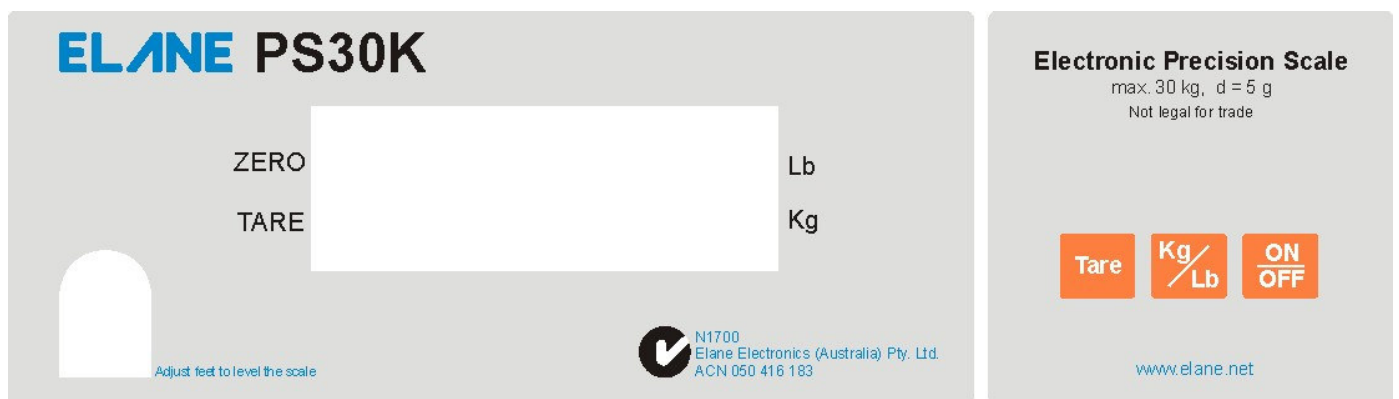 ELANE PS30K
ZERO
Lb
TARE
Kg
Adjust feet to level the scale
N1700
Elane Electronics (Australia) Pty. Ltd.
ACN 050 416 183
Electronic Precision Scale
max. 30 kg, d = 5 g
Not legal for trade
Tare
Kg/Lb
ON
OFF
www.elane.net